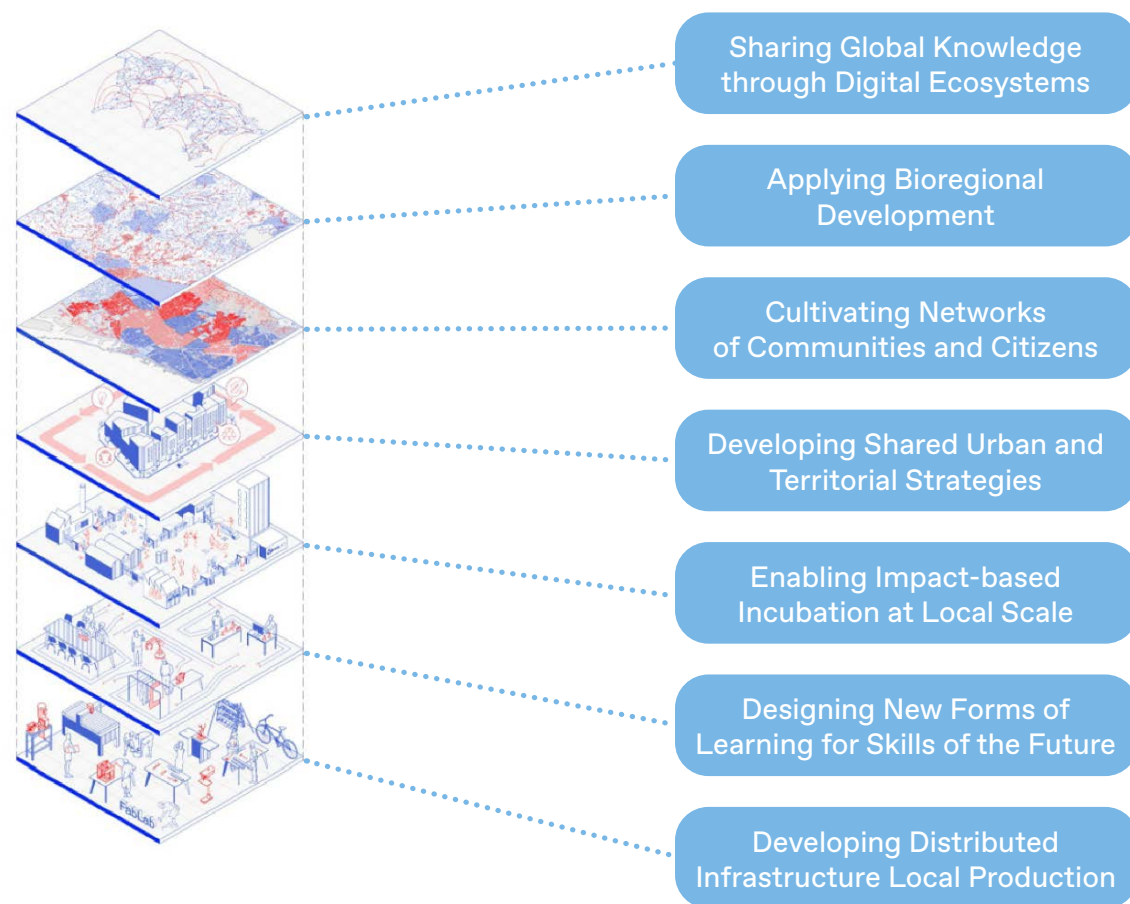 Sharing Global Knowledge
through Digital Ecosystems
Applying Bioregional
Development
Cultivating Networks
of Communities and Citizens
Developing Shared Urban and
Territorial Strategies
Enabling Impact-based
Incubation at Local Scale
Designing New Forms of
Learning for Skills of the Future
Developing Distributed
Infrastructure Local Production
FabLab